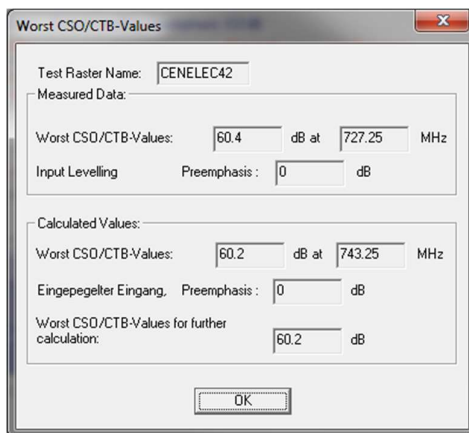 Worst CSO/CTB-Values
Test Raster Name: CENELEC42
Measured Data:
Worst CSO/CTB-Values: 60.4 dB at 727.25 MHz
Input Levelling Preemphasis : 0 dB
Calculated Values:
Worst CSO/CTB-Values: 60.2 dB at 743.25 MHz
Eingepegelter Eingang, Preemphasis : 0 dB
Worst CSO/CTB-Values for further
calculation: 60.2 dB
OK